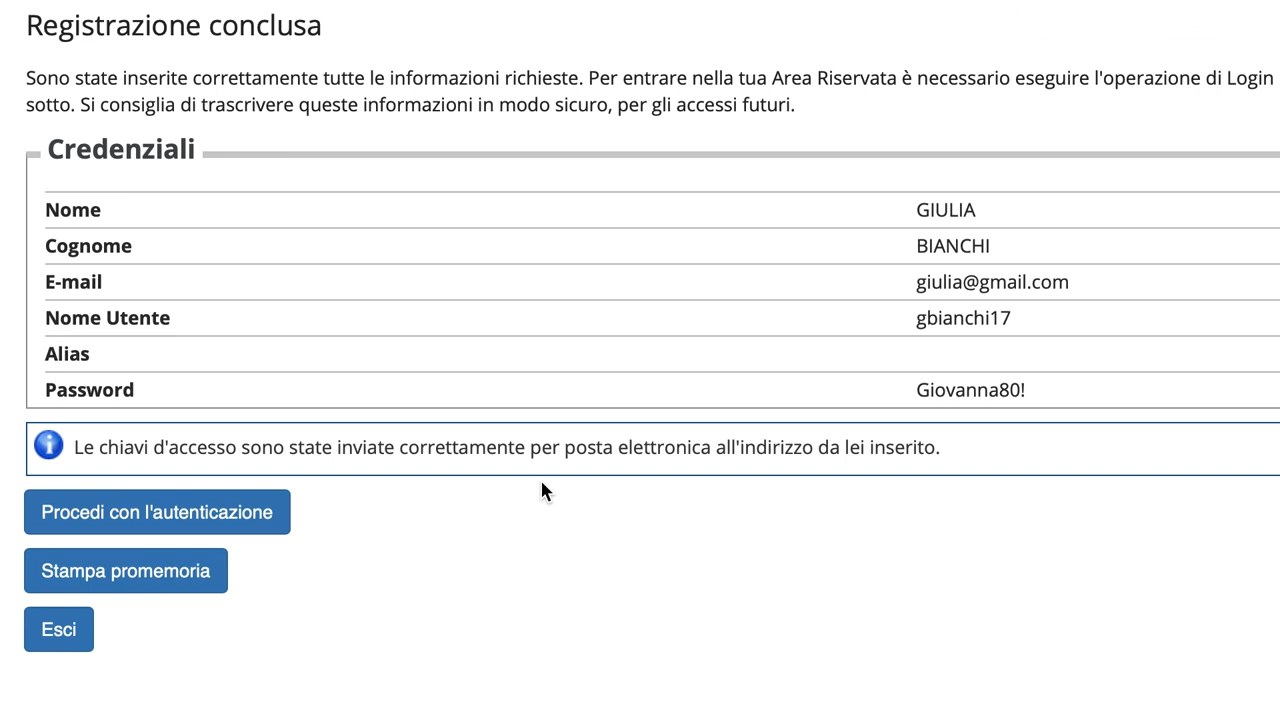 Registrazione conclusa
Sono state inserite correttamente tutte le informazioni richieste. Per entrare nella tua Area Riservata è necessario eseguire l'operazione di Login
sotto. Si consiglia di trascrivere queste informazioni in modo sicuro, per gli accessi futuri.
Credenziali
Nome GIULIA
Cognome BIANCHI
E-mail giulia@gmail.com
Nome Utente gbianchi17
Alias
Password Giovanna80!
Le chiavi d'accesso sono state inviate correttamente per posta elettronica all'indirizzo da lei inserito.
Procedi con l'autenticazione
Stampa promemoria
Esci